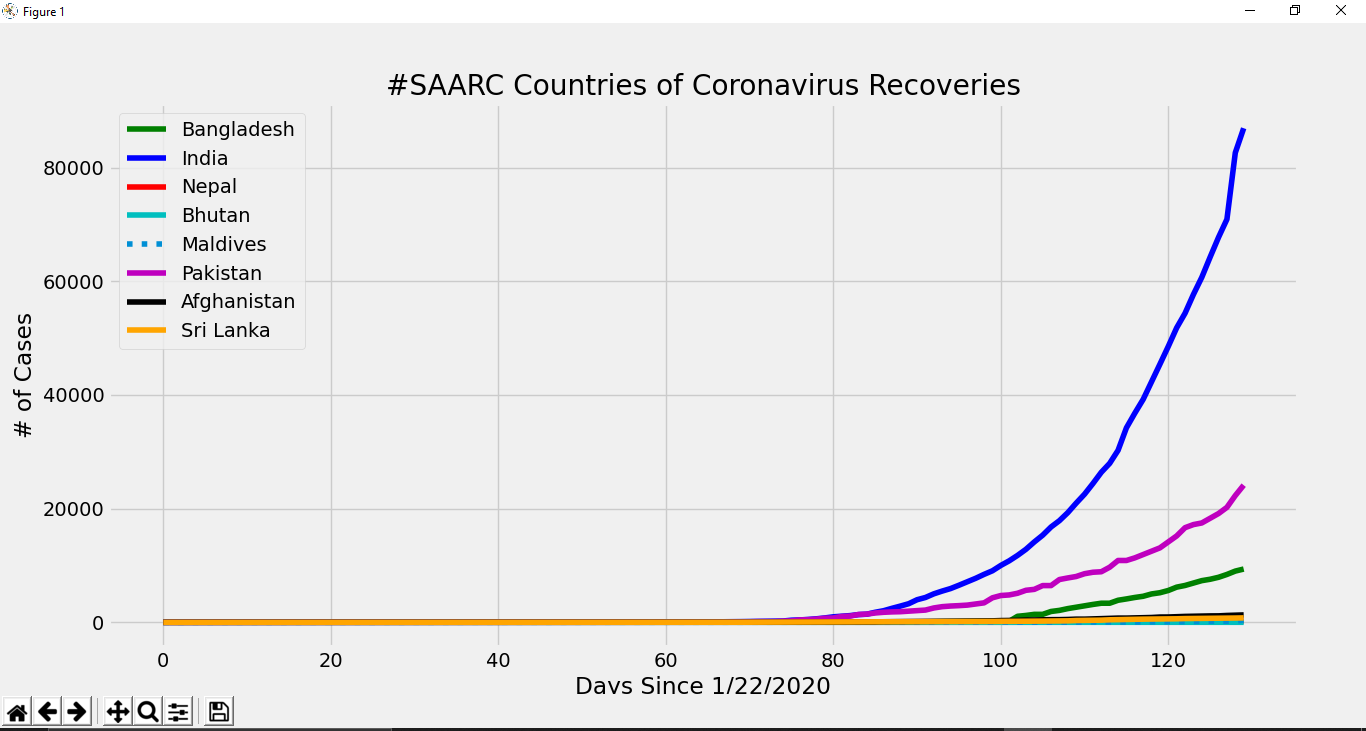 Figure 1
#SAARC Countries of Coronavirus Recoveries
Bangladesh
India
Nepal
Bhutan
Maldives
Pakistan
Afghanistan
Sri Lanka
# of Cases
80000
60000
40000
20000
0
0 20 40 60 80 100 120
Days Since 1/22/2020